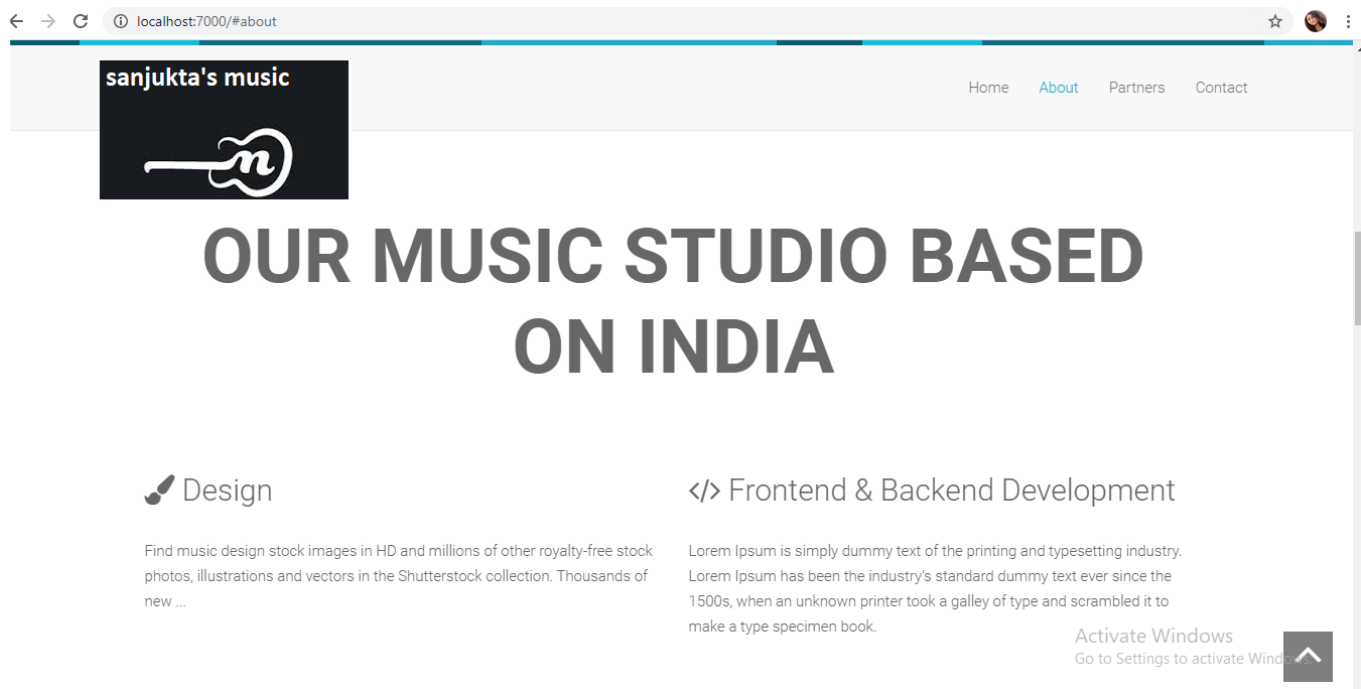 localhost:7000/#about
sanjukta's music
n
Home About Partners Contact
OUR MUSIC STUDIO BASED
ON INDIA
Design
Find music design stock images in HD and millions of other royalty-free stock
photos, illustrations and vectors in the Shutterstock collection. Thousands of
new ...
</> Frontend & Backend Development
Lorem Ipsum is simply dummy text of the printing and typesetting industry.
Lorem Ipsum has been the industry's standard dummy text ever since the
1500s, when an unknown printer took a galley of type and scrambled it to
make a type specimen book.
Activate Windows
Go to Settings to activate Windows.